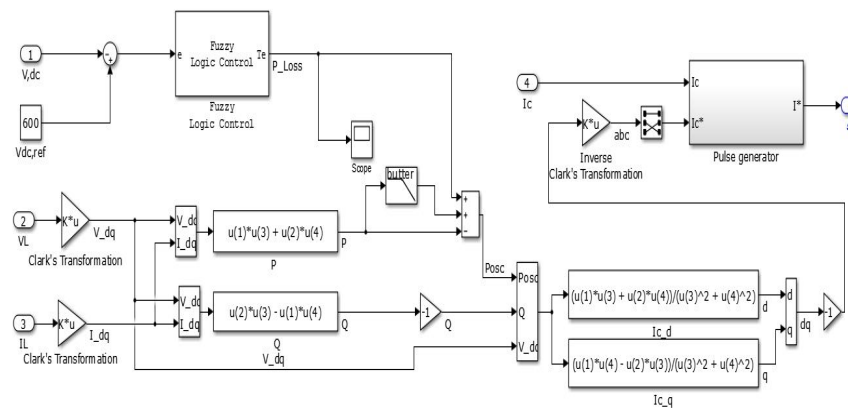 1
V,dc
600
Vdc,ref
e
Fuzzy
Logic Control
Te
Fuzzy
Logic Control
P_Loss
Scope
butter
+
+
-
2
VL
K*u
V_dq
Clark's Transformation
3
IL
K*u
I_dq
Clark's Transformation
V_dq
I_dq
u(1)*u(3) + u(2)*u(4)
P
P
V_dq
I_dq
u(2)*u(3) - u(1)*u(4)
Q
Q
V_dq
-1
Q
Posc
Posc
Q
V_dq
(u(1)*u(3) + u(2)*u(4))/(u(3)^2 + u(4)^2)
d
Ic_d
(u(1)*u(4) - u(2)*u(3))/(u(3)^2 + u(4)^2)
q
Ic_q
d
q
dq
-1
4
Ic
K*u
abc
Inverse
Clark's Transformation
Ic
Ic*
I*
Pulse generator